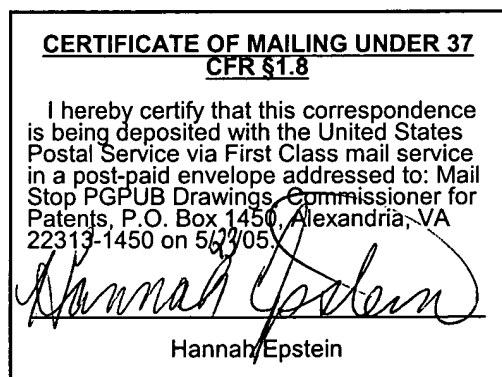 CERTIFICATE OF MAILING UNDER 37
CFR §1.8
I hereby certify that this correspondence
is being deposited with the United States
Postal Service via First Class mail service
in a post-paid envelope addressed to: Mail
Stop PGPUB Drawings, Commissioner for
Patents, P.O. Box 1450, Alexandria, VA
22313-1450 on 5/23/05.
Hannah Epstein
Hannah Epstein